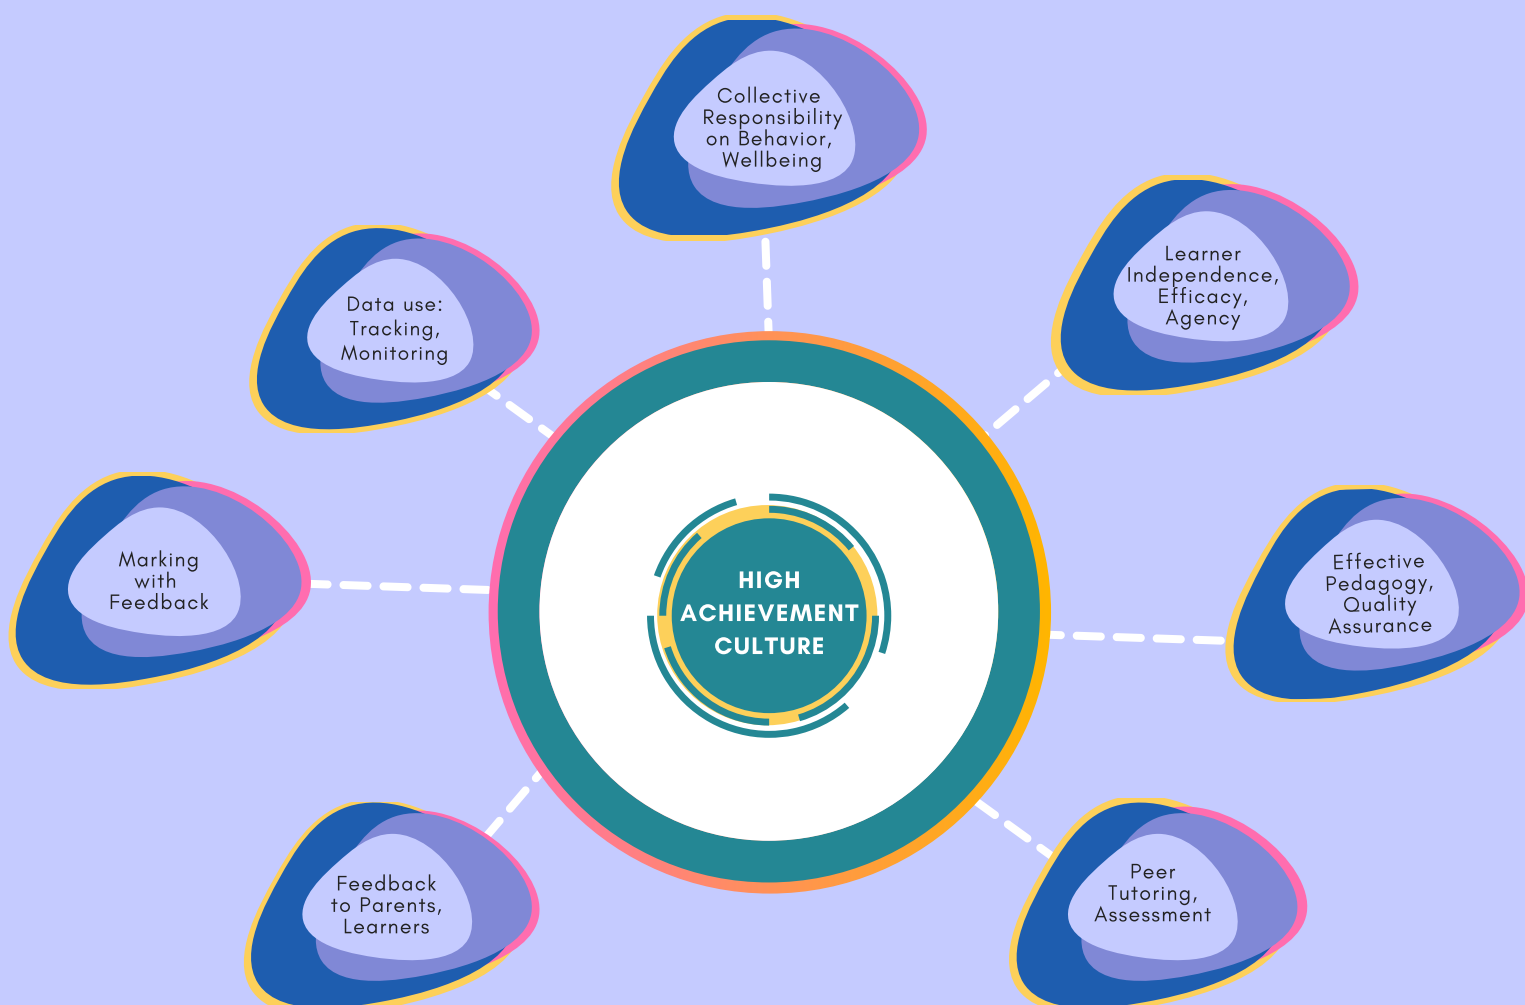 Collective
Responsibility
on Behavior,
Wellbeing
Learner
Independence,
Efficacy,
Agency
Data use:
Tracking,
Monitoring
Marking
with
Feedback
HIGH
ACHIEVEMENT
CULTURE
Effective
Pedagogy,
Quality
Assurance
Feedback
to Parents,
Learners
Peer
Tutoring,
Assessment